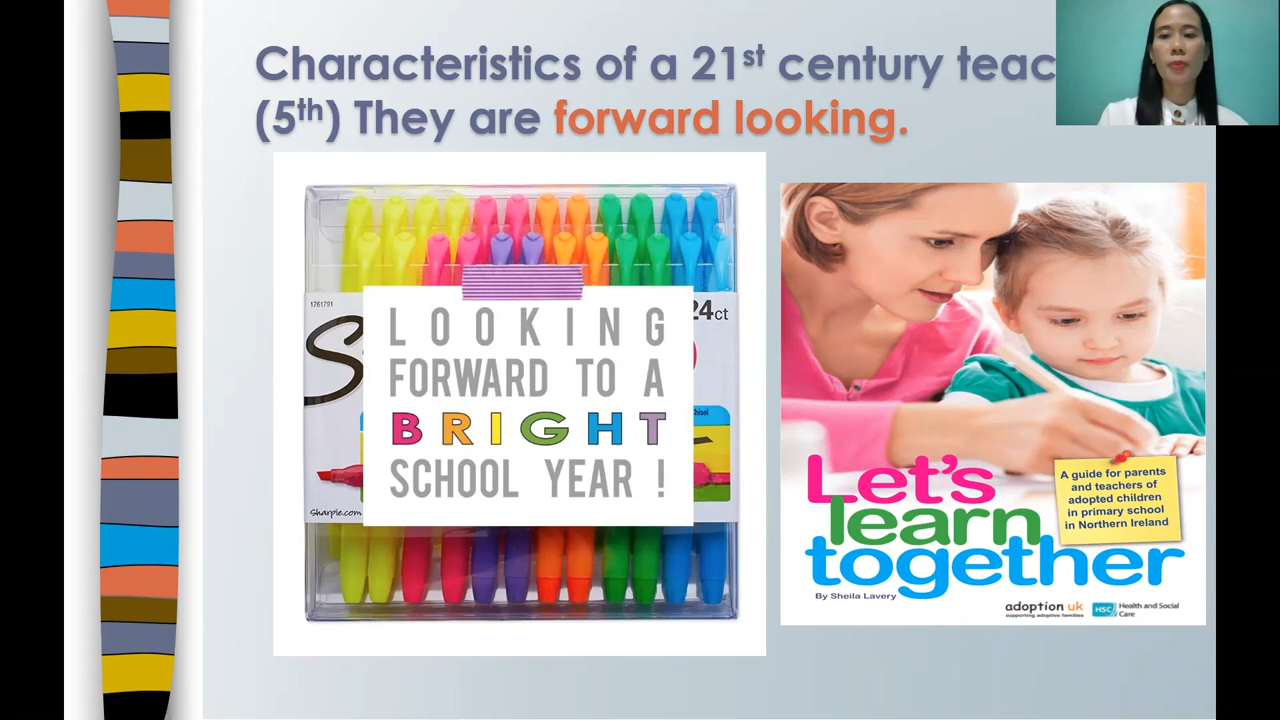 Characteristics of a 21st century teac
(5th) They are forward looking.
1761791
24ct
LOOKING
FORWARD TO A
BRIGHT
SCHOOL YEAR !
Sharpie.com
Let's
learn
together
A guide for parents
and teachers of
adopted children
in primary school
in Northern Ireland
By Sheila Lavery
adoption uk
supporting adoptive families
HSC Health and Social
Care